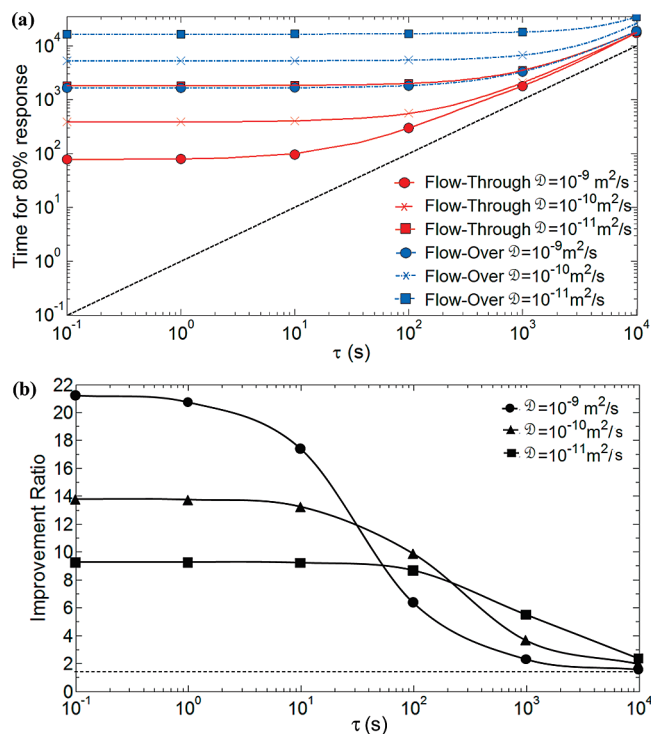 (a)
Time for 80% response
10^4
10^3
10^2
10^1
10^0
10^-1
Flow-Through 𝒟=10^-9 m^2/s
Flow-Through 𝒟=10^-10 m^2/s
Flow-Through 𝒟=10^-11 m^2/s
Flow-Over 𝒟=10^-9 m^2/s
Flow-Over 𝒟=10^-10 m^2/s
Flow-Over 𝒟=10^-11 m^2/s
10^-1 10^0 10^1 10^2 10^3 10^4
τ (s)
(b)
Improvement Ratio
22
20
18
16
14
12
10
8
6
4
2
0
𝒟=10^-9 m^2/s
𝒟=10^-10 m^2/s
𝒟=10^-11 m^2/s
10^-1 10^0 10^1 10^2 10^3 10^4
τ (s)